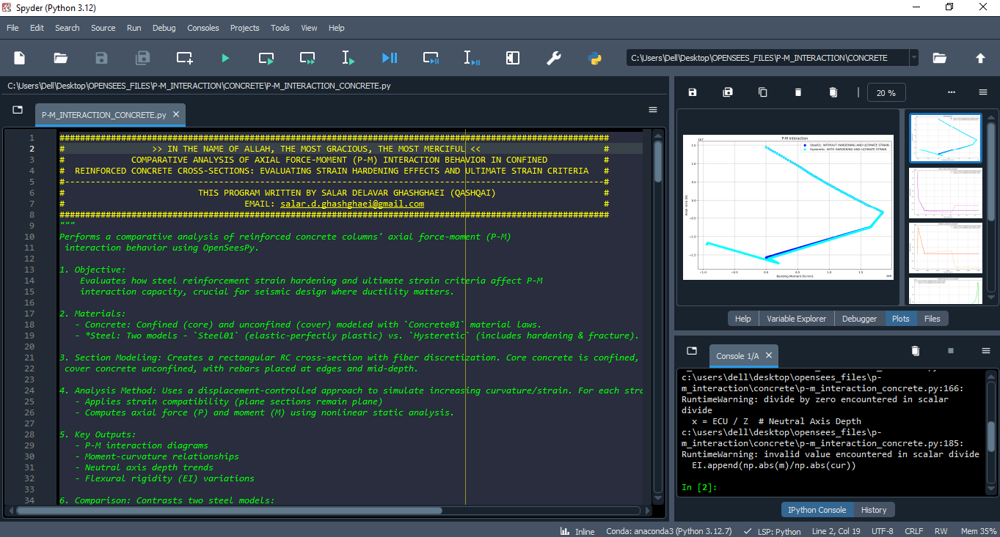 Spyder (Python 3.12)
File Edit Search Source Run Debug Consoles Projects Tools View Help
C:\Users\Dell\Desktop\OPENSEES_FILES\P-M_INTERACTION\CONCRETE
C:\Users\Dell\Desktop\OPENSEES_FILES\P-M_INTERACTION\CONCRETE\P-M_INTERACTION_CONCRETE.py
P-M_INTERACTION_CONCRETE.py
1 ##########################################################################################################
2 # >> IN THE NAME OF ALLAH, THE MOST GRACIOUS, THE MOST MERCIFUL << #
3 # COMPARATIVE ANALYSIS OF AXIAL FORCE-MOMENT (P-M) INTERACTION BEHAVIOR IN CONFINED #
4 # REINFORCED CONCRETE CROSS-SECTIONS: EVALUATING STRAIN HARDENING EFFECTS AND ULTIMATE STRAIN CRITERIA #
5 #--------------------------------------------------------------------------------------------------------#
6 # THIS PROGRAM WRITTEN BY SALAR DELAVAR GHASHGHAEI (QASHQAI) #
7 # EMAIL: salar.d.ghashghaei@gmail.com #
8 ##########################################################################################################
9 """
10 Performs a comparative analysis of reinforced concrete columns' axial force-moment (P-M)
11 interaction behavior using OpenSeesPy.
12
13 1. Objective:
14 Evaluates how steel reinforcement strain hardening and ultimate strain criteria affect P-M
15 interaction capacity, crucial for seismic design where ductility matters.
16
17 2. Materials:
18 - Concrete: Confined (core) and unconfined (cover) modeled with `Concrete01` material laws.
19 - *Steel: Two models - `Steel01` (elastic-perfectly plastic) vs. `Hysteretic` (includes hardening & fracture).
20
21 3. Section Modeling: Creates a rectangular RC cross-section with fiber discretization. Core concrete is confined,
22 cover concrete unconfined, with rebars placed at edges and mid-depth.
23
24 4. Analysis Method: Uses a displacement-controlled approach to simulate increasing curvature/strain. For each stra
25 - Applies strain compatibility (plane sections remain plane)
26 - Computes axial force (P) and moment (M) using nonlinear static analysis.
27
28 5. Key Outputs:
29 - P-M interaction diagrams
30 - Moment-curvature relationships
31 - Neutral axis depth trends
32 - Flexural rigidity (EI) variations
33
34 6. Comparison: Contrasts two steel models:
20 %
P-M Interaction
1e7
Steel01: WITHOUT HARDENING AND ULTIMATE STRAIN
Hysteretic: WITH HARDENING AND ULTIMATE STRAIN
1.5
1.0
0.5
0.0
−0.5
−1.0
−1.5
Axial Force [N]
−1.0 −0.5 0.0 0.5 1.0 1.5
Bending Moment [N.mm]
1e9
Help Variable Explorer Debugger Plots Files
Console 1/A
c:\users\dell\desktop\opensees_files\p-
m_interaction\concrete\p-m_interaction_concrete.py:166:
RuntimeWarning: divide by zero encountered in scalar
divide
x = ECU / Z # Neutral Axis Depth
c:\users\dell\desktop\opensees_files\p-
m_interaction\concrete\p-m_interaction_concrete.py:185:
RuntimeWarning: invalid value encountered in scalar divide
EI.append(np.abs(m)/np.abs(cur))
In [2]:
IPython Console History
Inline Conda: anaconda3 (Python 3.12.7) LSP: Python Line 2, Col 19 UTF-8 CRLF RW Mem 35%